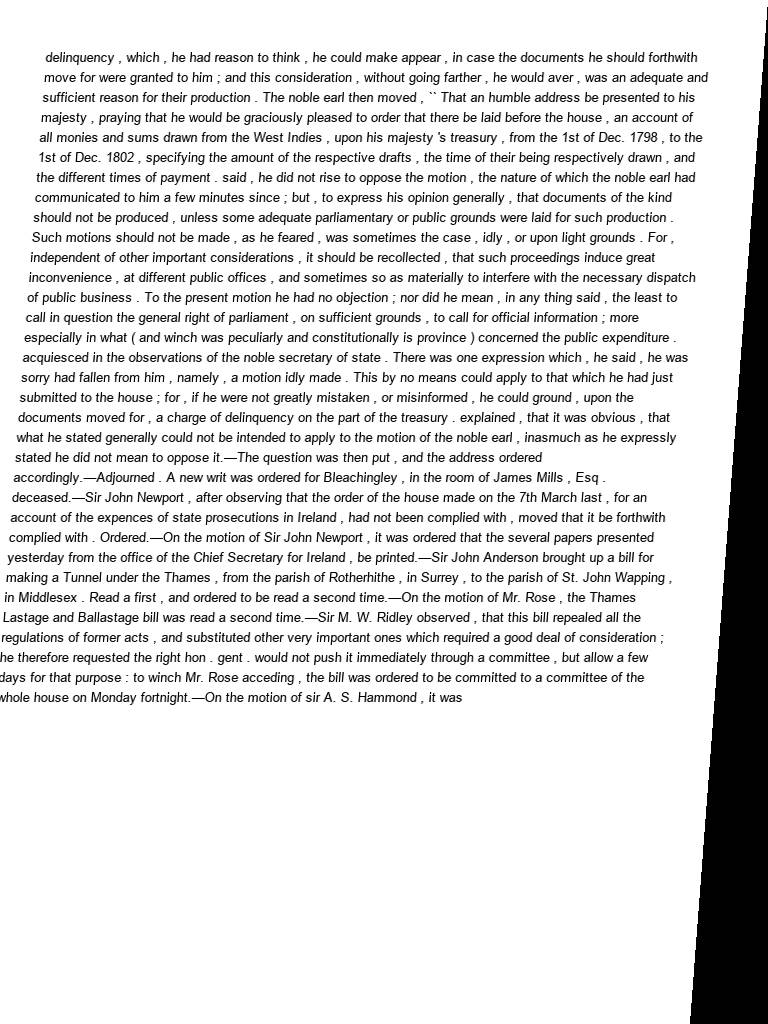 delinquency , which , he had reason to think , he could make appear , in case the documents he should forthwith
move for were granted to him ; and this consideration , without going farther , he would aver , was an adequate and
sufficient reason for their production . The noble earl then moved , `` That an humble address be presented to his
majesty , praying that he would be graciously pleased to order that there be laid before the house , an account of
all monies and sums drawn from the West Indies , upon his majesty 's treasury , from the 1st of Dec. 1798 , to the
1st of Dec. 1802 , specifying the amount of the respective drafts , the time of their being respectively drawn , and
the different times of payment . said , he did not rise to oppose the motion , the nature of which the noble earl had
communicated to him a few minutes since ; but , to express his opinion generally , that documents of the kind
should not be produced , unless some adequate parliamentary or public grounds were laid for such production .
Such motions should not be made , as he feared , was sometimes the case , idly , or upon light grounds . For ,
independent of other important considerations , it should be recollected , that such proceedings induce great
inconvenience , at different public offices , and sometimes so as materially to interfere with the necessary dispatch
of public business . To the present motion he had no objection ; nor did he mean , in any thing said , the least to
call in question the general right of parliament , on sufficient grounds , to call for official information ; more
especially in what ( and winch was peculiarly and constitutionally is province ) concerned the public expenditure .
acquiesced in the observations of the noble secretary of state . There was one expression which , he said , he was
sorry had fallen from him , namely , a motion idly made . This by no means could apply to that which he had just
submitted to the house ; for , if he were not greatly mistaken , or misinformed , he could ground , upon the
documents moved for , a charge of delinquency on the part of the treasury . explained , that it was obvious , that
what he stated generally could not be intended to apply to the motion of the noble earl , inasmuch as he expressly
stated he did not mean to oppose it.—The question was then put , and the address ordered
accordingly.—Adjourned . A new writ was ordered for Bleachingley , in the room of James Mills , Esq .
deceased.—Sir John Newport , after observing that the order of the house made on the 7th March last , for an
account of the expences of state prosecutions in Ireland , had not been complied with , moved that it be forthwith
complied with . Ordered.—On the motion of Sir John Newport , it was ordered that the several papers presented
yesterday from the office of the Chief Secretary for Ireland , be printed.—Sir John Anderson brought up a bill for
making a Tunnel under the Thames , from the parish of Rotherhithe , in Surrey , to the parish of St. John Wapping ,
in Middlesex . Read a first , and ordered to be read a second time.—On the motion of Mr. Rose , the Thames
Lastage and Ballastage bill was read a second time.—Sir M. W. Ridley observed , that this bill repealed all the
regulations of former acts , and substituted other very important ones which required a good deal of consideration ;
he therefore requested the right hon . gent . would not push it immediately through a committee , but allow a few
days for that purpose : to winch Mr. Rose acceding , the bill was ordered to be committed to a committee of the
whole house on Monday fortnight.—On the motion of sir A. S. Hammond , it was